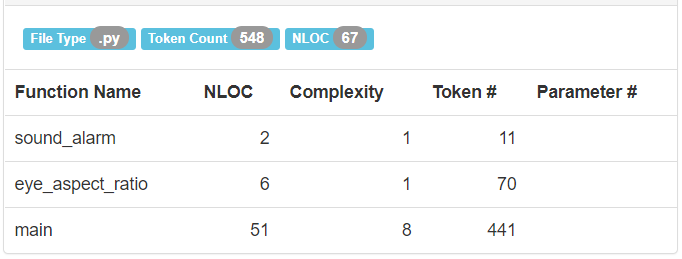 File Type .py Token Count 548 NLOC 67
Function Name NLOC Complexity Token # Parameter #
sound_alarm 2 1 11
eye_aspect_ratio 6 1 70
main 51 8 441